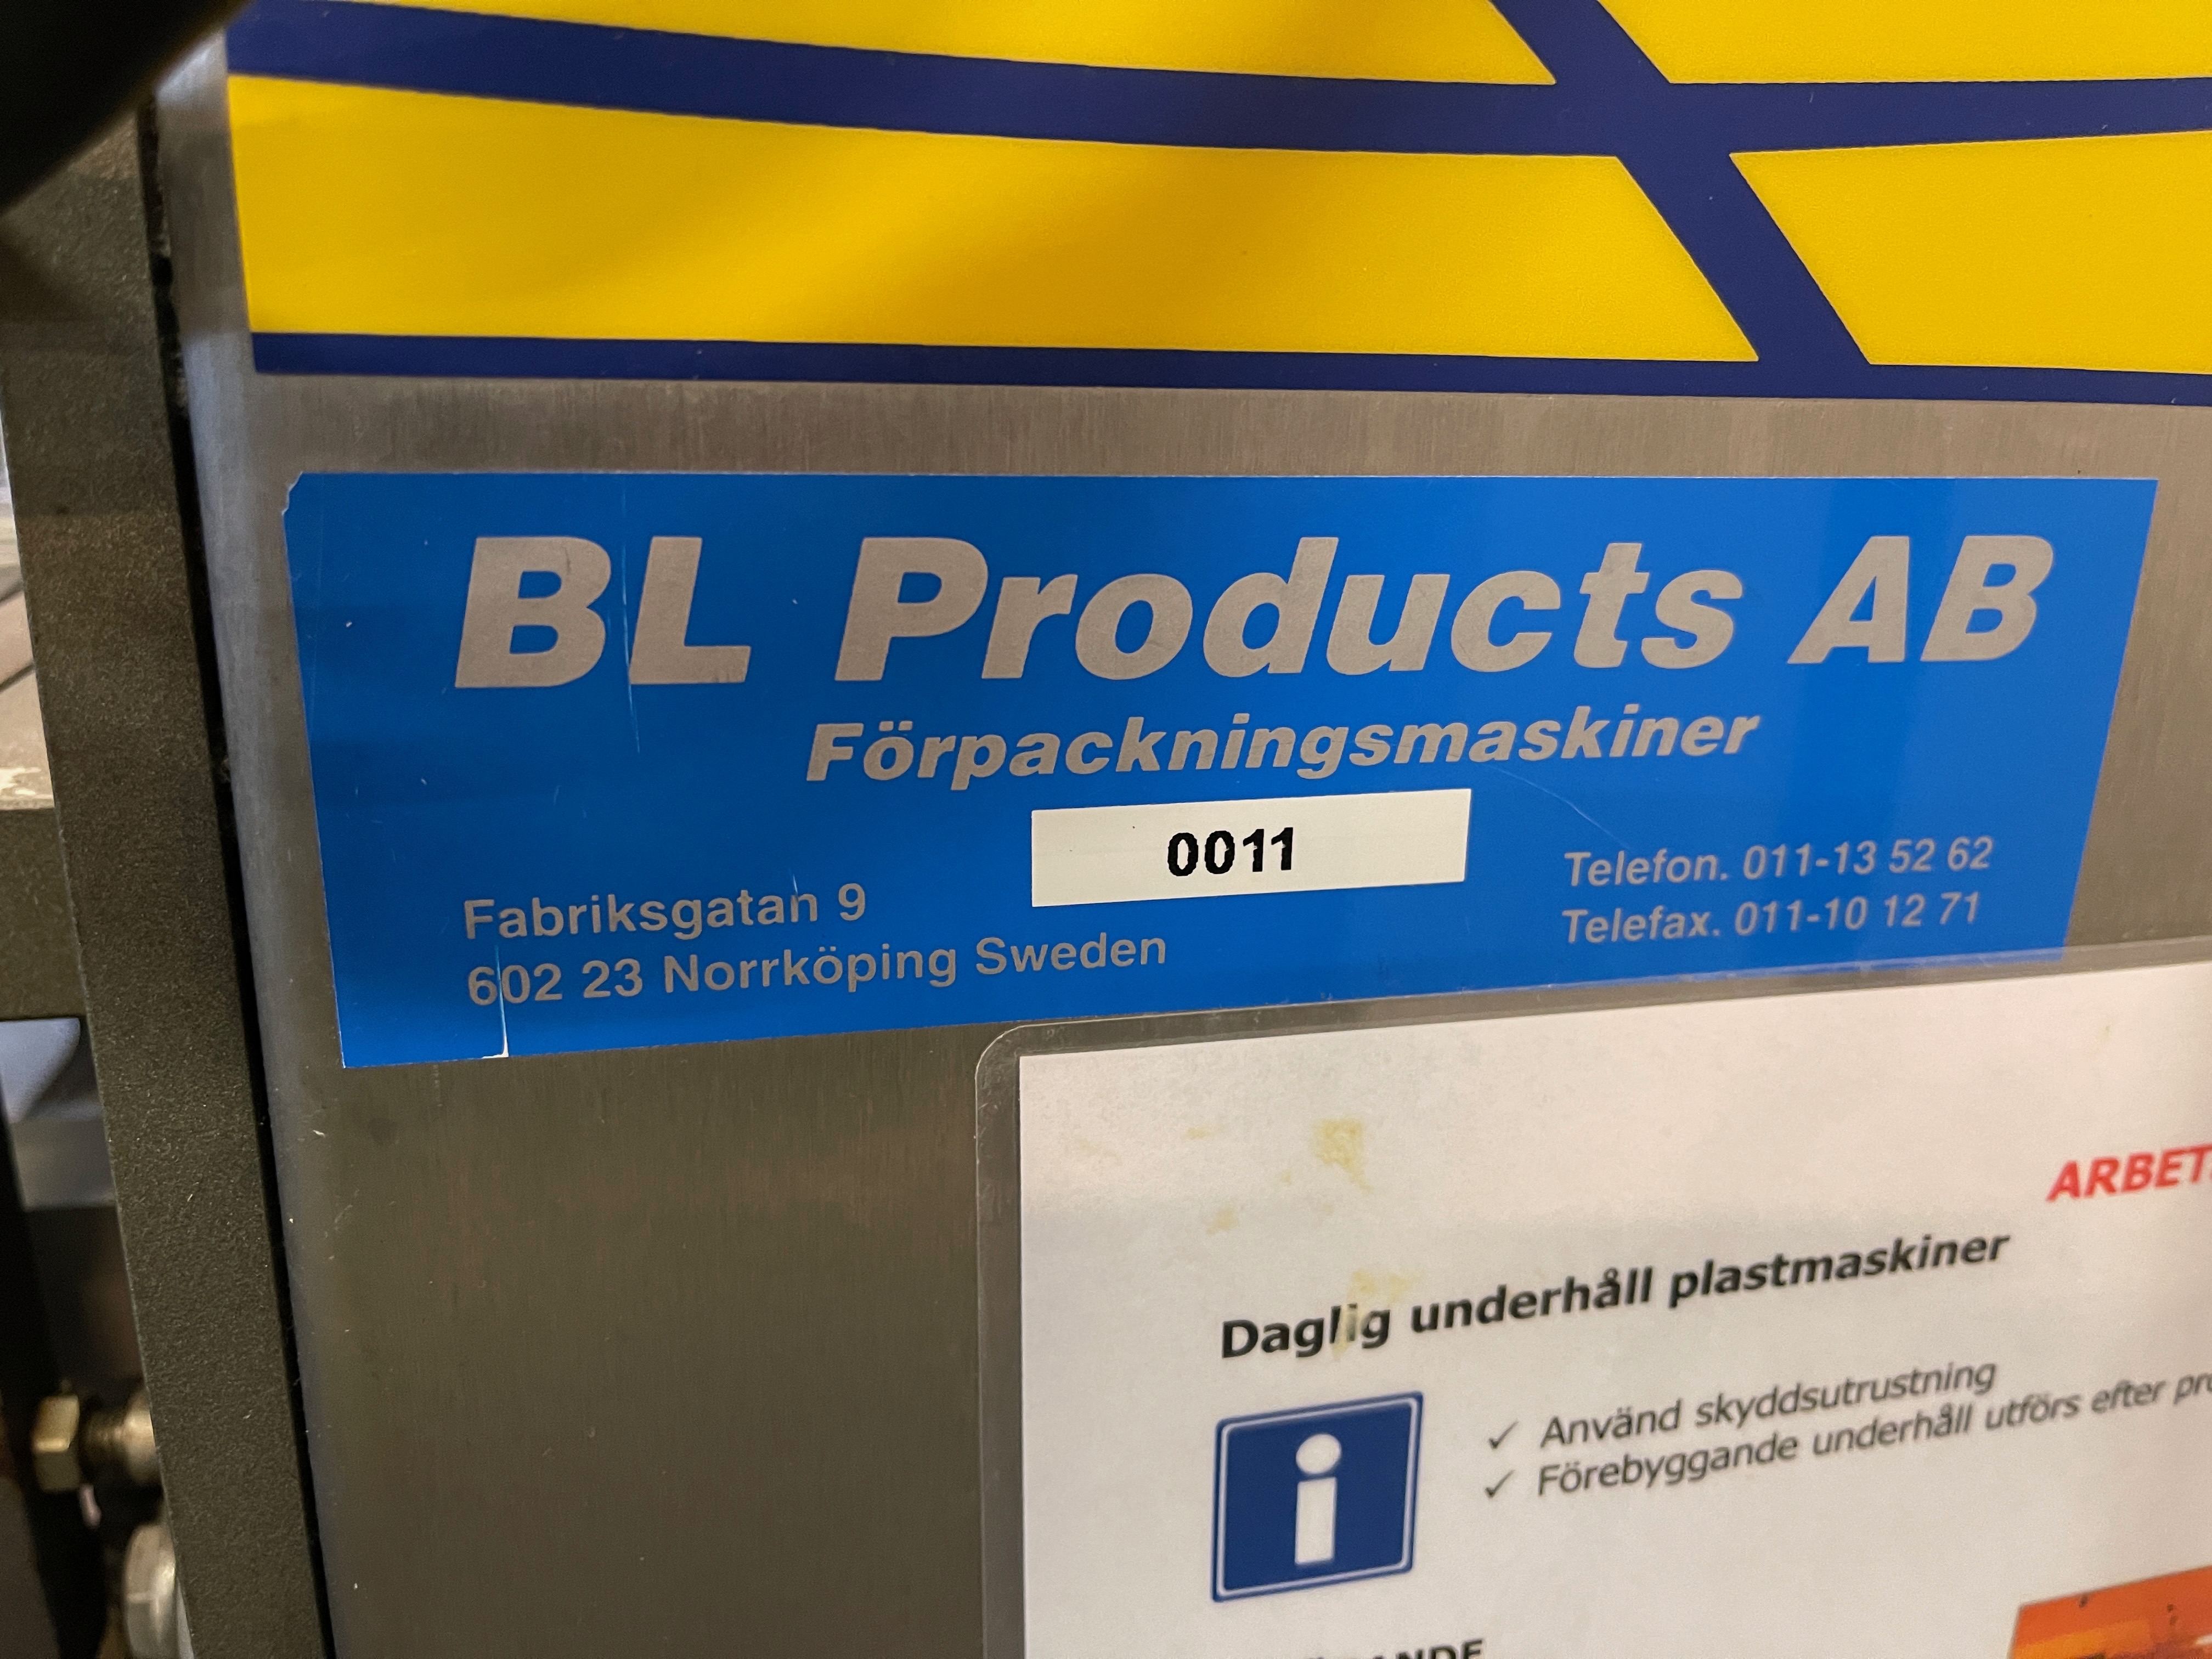 BL Products AB
Förpackningsmaskiner
0011
Fabriksgatan 9
602 23 Norrköping Sweden
Telefon. 011-13 52 62
Telefax. 011-10 12 71
Daglig underhåll plastmaskiner
✓ Använd skyddsutrustning
✓ Förebyggande underhåll utförs efter